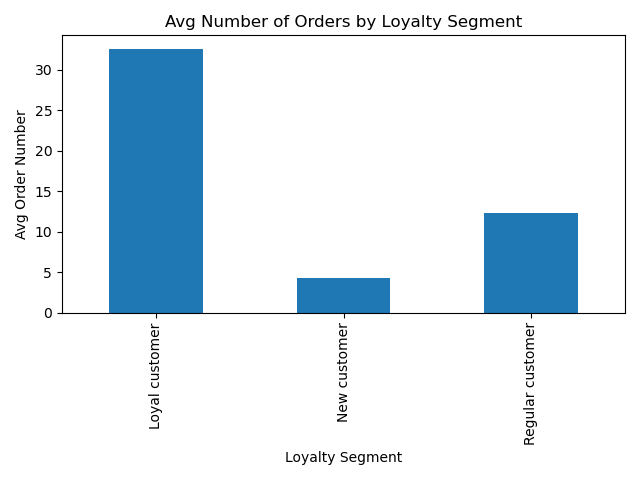 Avg Number of Orders by Loyalty Segment
Avg Order Number
30
25
20
15
10
5
0
Loyal customer
New customer
Regular customer
Loyalty Segment